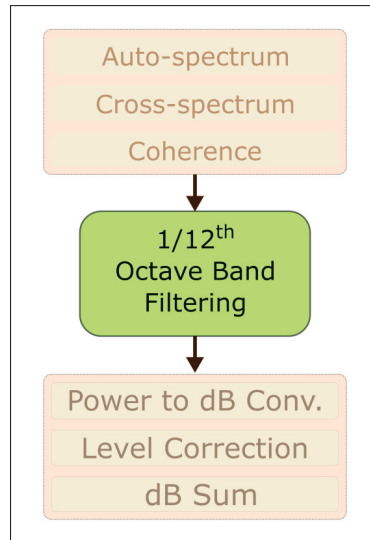 Auto-spectrum
Cross-spectrum
Coherence
1/12th
Octave Band
Filtering
Power to dB Conv.
Level Correction
dB Sum